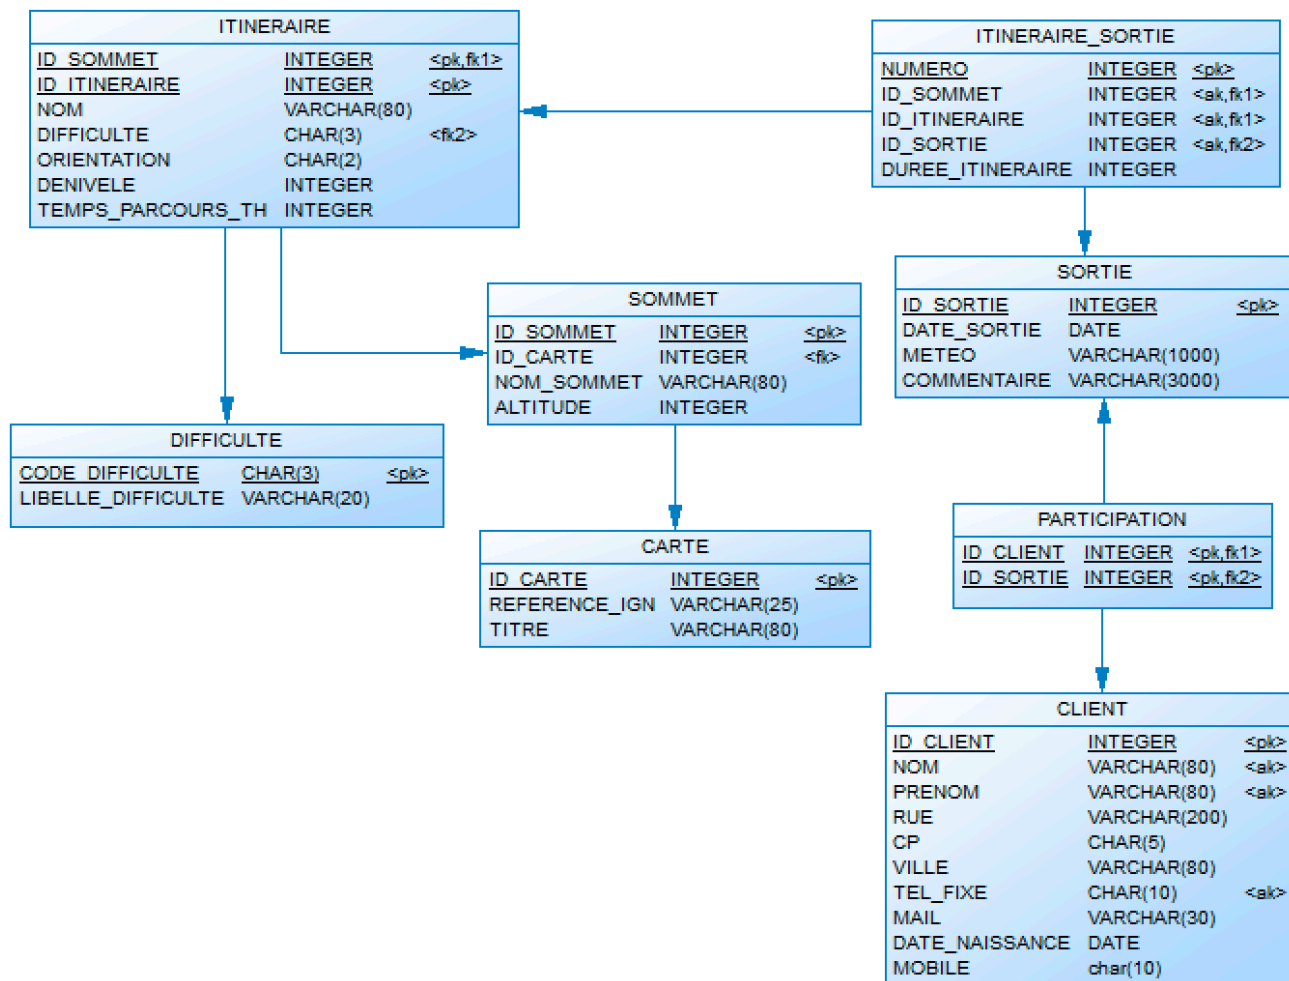 ITINERAIRE
ID_SOMMET INTEGER <pk,fk1>
ID_ITINERAIRE INTEGER <pk>
NOM VARCHAR(80)
DIFFICULTE CHAR(3) <fk2>
ORIENTATION CHAR(2)
DENIVELE INTEGER
TEMPS_PARCOURS_TH INTEGER
ITINERAIRE_SORTIE
NUMERO INTEGER <pk>
ID_SOMMET INTEGER <ak,fk1>
ID_ITINERAIRE INTEGER <ak,fk1>
ID_SORTIE INTEGER <ak,fk2>
DUREE_ITINERAIRE INTEGER
SOMMET
ID_SOMMET INTEGER <pk>
ID_CARTE INTEGER <fk>
NOM_SOMMET VARCHAR(80)
ALTITUDE INTEGER
SORTIE
ID_SORTIE INTEGER <pk>
DATE_SORTIE DATE
METEO VARCHAR(1000)
COMMENTAIRE VARCHAR(3000)
DIFFICULTE
CODE_DIFFICULTE CHAR(3) <pk>
LIBELLE_DIFFICULTE VARCHAR(20)
CARTE
ID_CARTE INTEGER <pk>
REFERENCE_IGN VARCHAR(25)
TITRE VARCHAR(80)
PARTICIPATION
ID_CLIENT INTEGER <pk,fk1>
ID_SORTIE INTEGER <pk,fk2>
CLIENT
ID_CLIENT INTEGER <pk>
NOM VARCHAR(80) <ak>
PRENOM VARCHAR(80) <ak>
RUE VARCHAR(200)
CP CHAR(5)
VILLE VARCHAR(80)
TEL_FIXE CHAR(10) <ak>
MAIL VARCHAR(30)
DATE_NAISSANCE DATE
MOBILE char(10)